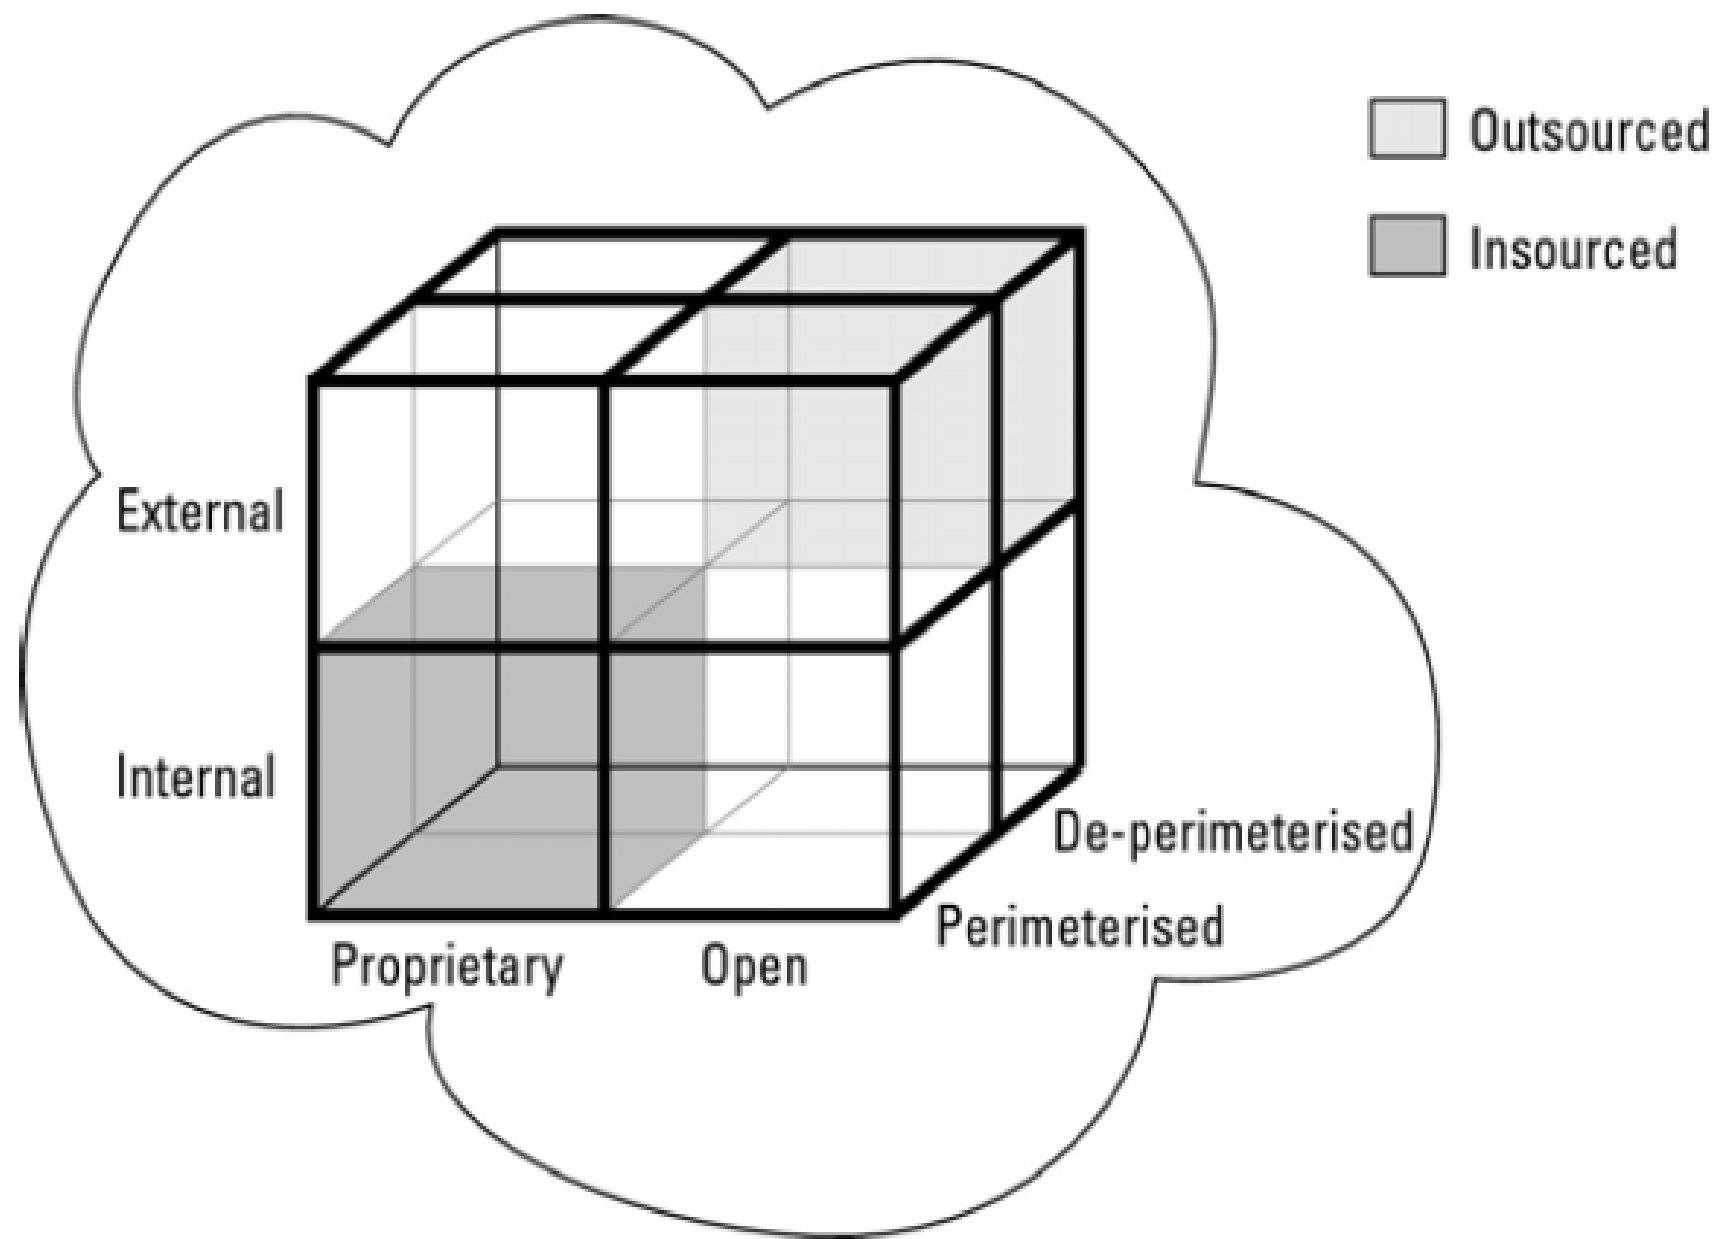 Outsourced
Insourced
External
Internal
De-perimeterised
Perimeterised
Proprietary
Open